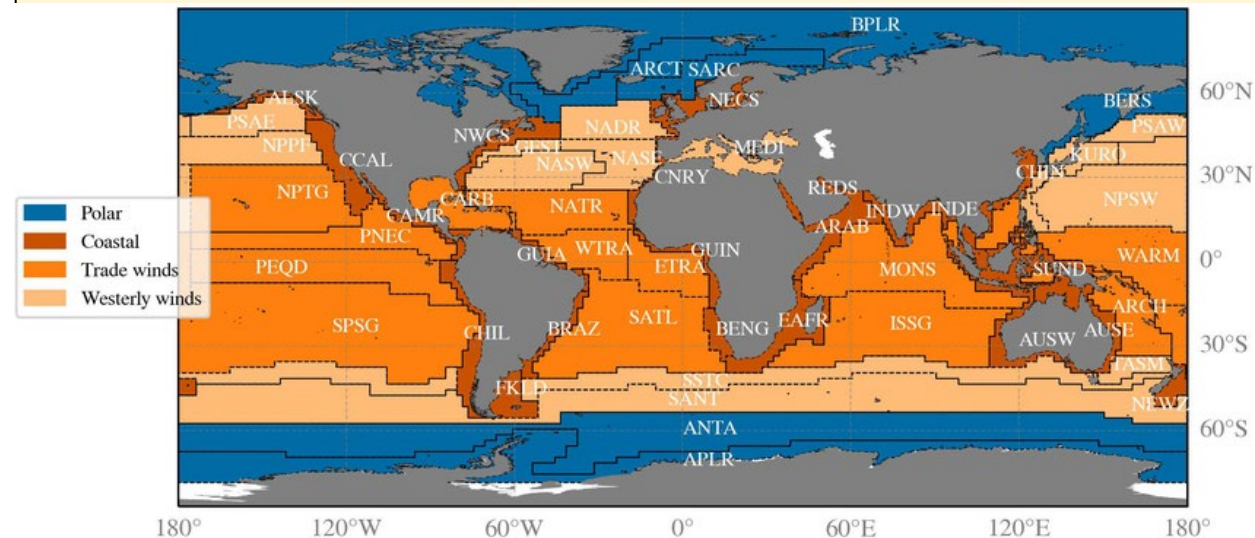 BPLR
ARCT SARC
ALSK
NECS
BERS
PSAE
NWCS
NADR
PSAW
NPPF
GFST
MEDI
KURO
CCAL
NASW
NASE
CHIN
NPTG
CNRY
REDS
NPSW
CARB
NATR
INDW
INDE
CAMR
ARAB
PNEC
GUIA
WTRA
GUIN
WARM
PEQD
ETRA
MONS
SUND
SPSG
CHIL
BRAZ
SATL
BENG
EAFR
ISSG
ARCH
AUSW
AUSE
TASM
FKLD
SSTC
SANT
NEWZ
ANTA
APLR
Polar
Coastal
Trade winds
Westerly winds
60°N
30°N
0°
30°S
60°S
180° 120°W 60°W 0° 60°E 120°E 180°